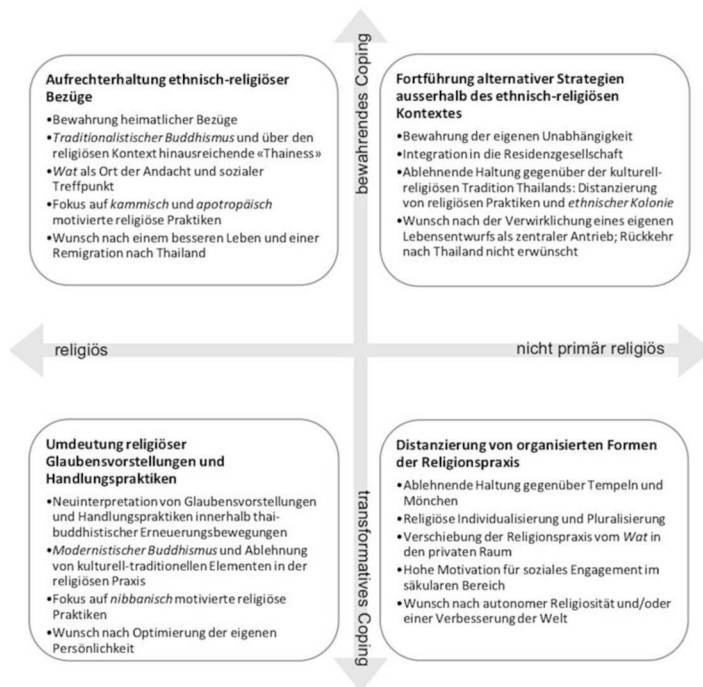 bewahrendes Coping
Aufrechterhaltung ethnisch-religiöser
Bezüge
•Bewahrung heimatlicher Bezüge
•Traditionalistischer Buddhismus und über den
religiösen Kontext hinausreichende «Thainess»
•Wat als Ort der Andacht und sozialer
Treffpunkt
•Fokus auf kammisch und apotropäisch
motivierte religiöse Praktiken
•Wunsch nach einem besseren Leben und einer
Remigration nach Thailand
Fortführung alternativer Strategien
ausserhalb des ethnisch-religiösen
Kontextes
•Bewahrung der eigenen Unabhängigkeit
•Integration in die Residenzgesellschaft
•Ablehnende Haltung gegenüber der kulturell-
religiösen Tradition Thailands: Distanzierung
von religiösen Praktiken und ethnischer Kolonie
•Wunsch nach der Verwirklichung eines eigenen
Lebensentwurfs als zentraler Antrieb; Rückkehr
nach Thailand nicht erwünscht
religiös
nicht primär religiös
Umdeutung religiöser
Glaubensvorstellungen und
Handlungspraktiken
•Neuinterpretation von Glaubensvorstellungen
und Handlungspraktiken innerhalb thai-
buddhistischer Erneuerungsbewegungen
•Modernistischer Buddhismus und Ablehnung
von kulturell-traditionellen Elementen in der
religiösen Praxis
•Fokus auf nibbanisch motivierte religiöse
Praktiken
•Wunsch nach Optimierung der eigenen
Persönlichkeit
Distanzierung von organisierten Formen
der Religionspraxis
•Ablehnende Haltung gegenüber Tempeln und
Mönchen
•Religiöse Individualisierung und Pluralisierung
•Verschiebung der Religionspraxis vom Wat in
den privaten Raum
•Hohe Motivation für soziales Engagement im
säkularen Bereich
•Wunsch nach autonomer Religiosität und/oder
einer Verbesserung der Welt
transformatives Coping